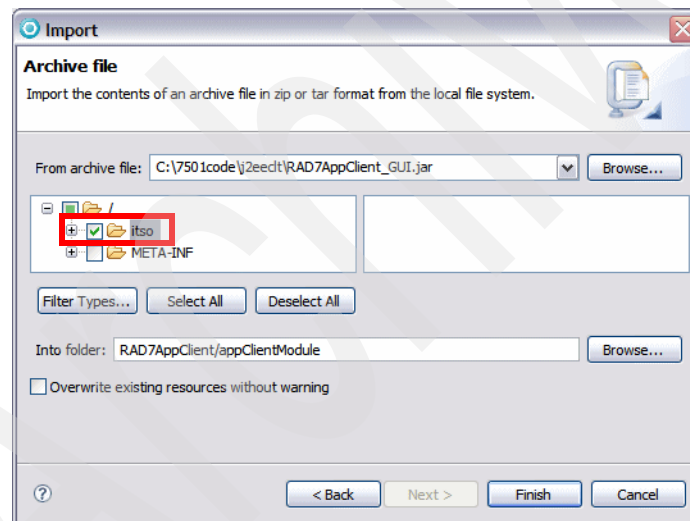 Import
Archive file
Import the contents of an archive file in zip or tar format from the local file system.
From archive file: C:\7501code\j2eeclt\RAD7AppClient_GUI.jar Browse...
/
itso
META-INF
Filter Types... Select All Deselect All
Into folder: RAD7AppClient/appClientModule Browse...
Overwrite existing resources without warning
? < Back Next > Finish Cancel